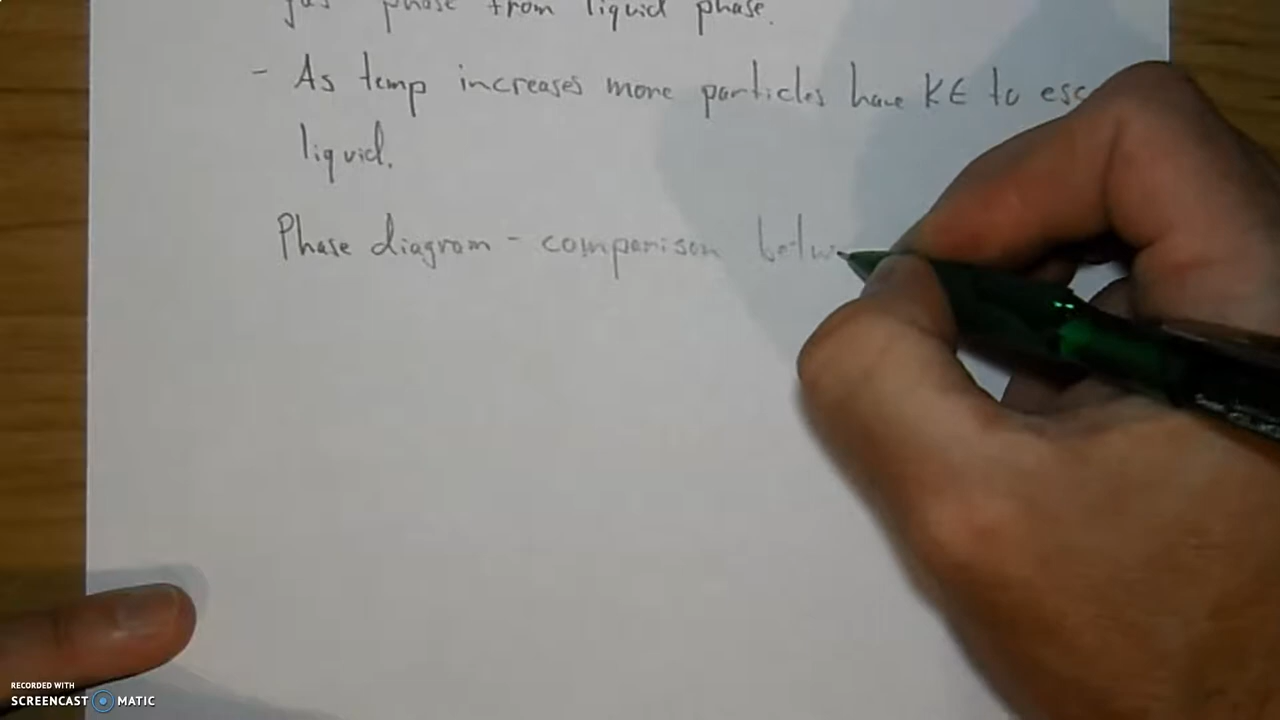 gas phase from liquid phase.
- As temp increases more particles have KE to esc
liquid.
Phase diagram - comparison betwe
RECORDED WITH
SCREENCAST MATIC